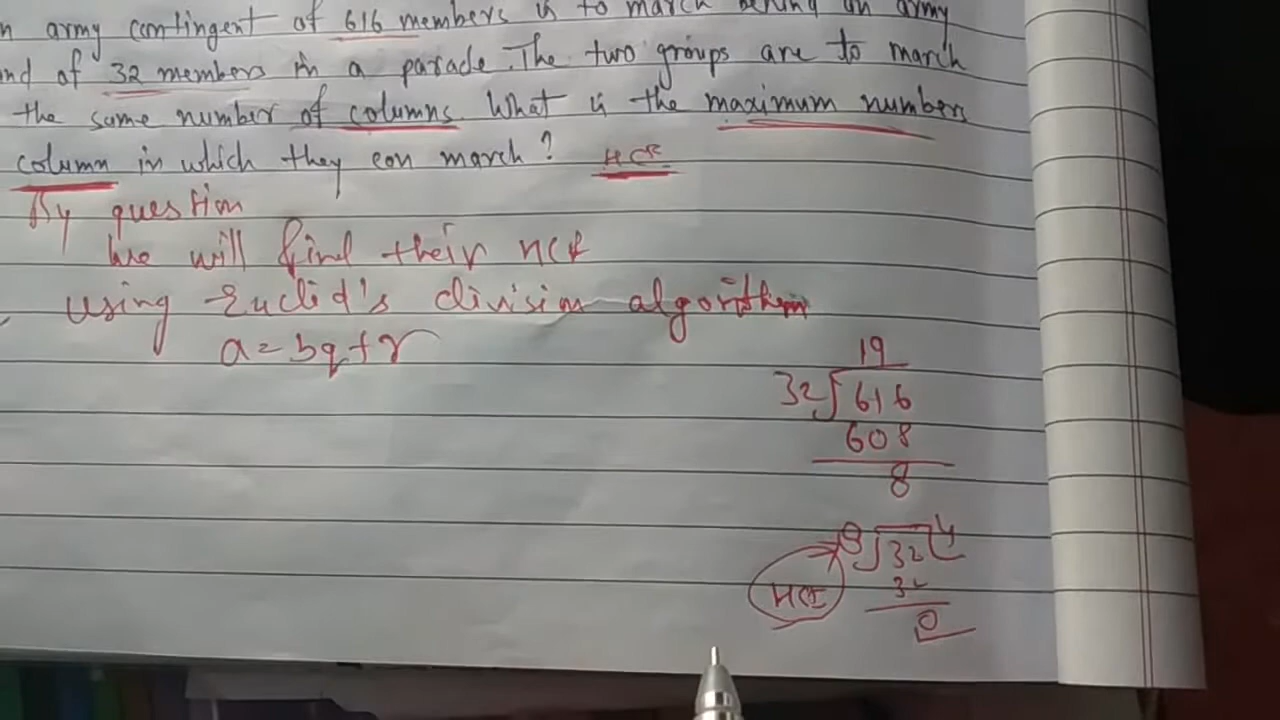 n army contingent of 616 members is to march behind an army
nd of 32 members in a parade. The two groups are to march
the same number of columns. What is the maximum numbers
column in which they can march? HCF
By question
We will find their HCF
using Euclid's division algorithm
a = bq + r
19
32 616
608
8
8 32 4
32
0
HCF